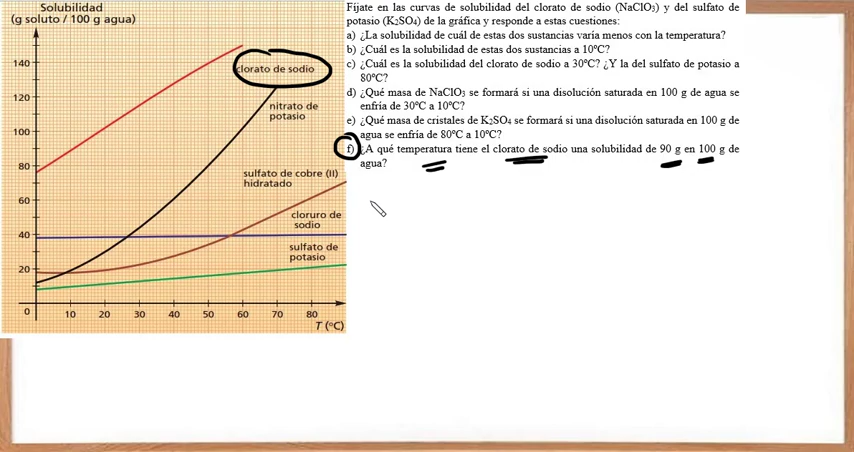 Solubilidad
(g soluto / 100 g agua)
140
120
100
80
60
40
20
0
10
20
30
40
50
60
70
80
T (ºC)
clorato de sodio
nitrato de
potasio
sulfato de cobre (II)
hidratado
cloruro de
sodio
sulfato de
potasio
Fíjate en las curvas de solubilidad del clorato de sodio (NaClO₃) y del sulfato de
potasio (K₂SO₄) de la gráfica y responde a estas cuestiones:
a) ¿La solubilidad de cuál de estas dos sustancias varía menos con la temperatura?
b) ¿Cuál es la solubilidad de estas dos sustancias a 10ºC?
c) ¿Cuál es la solubilidad del clorato de sodio a 30ºC? ¿Y la del sulfato de potasio a
80ºC?
d) ¿Qué masa de NaClO₃ se formará si una disolución saturada en 100 g de agua se
enfría de 30ºC a 10ºC?
e) ¿Qué masa de cristales de K₂SO₄ se formará si una disolución saturada en 100 g de
agua se enfría de 80ºC a 10ºC?
f) ¿A qué temperatura tiene el clorato de sodio una solubilidad de 90 g en 100 g de
agua?